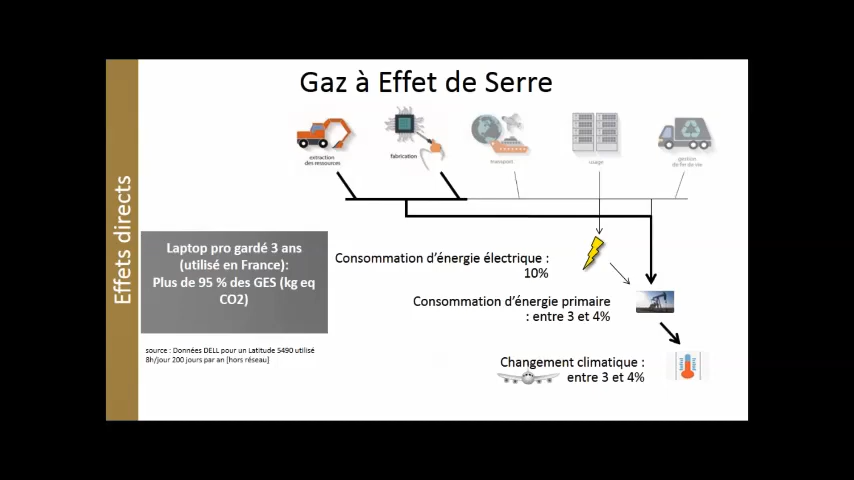 Gaz à Effet de Serre
extraction
des ressources
fabrication
transport
usage
gestion
de fin de vie
Effets directs
Laptop pro gardé 3 ans
(utilisé en France):
Plus de 95 % des GES (kg eq
CO2)
source : Données DELL pour un Latitude 5490 utilisé
8h/jour 200 jours par an [hors réseau]
Consommation d'énergie électrique :
10%
Consommation d'énergie primaire
: entre 3 et 4%
Changement climatique :
entre 3 et 4%